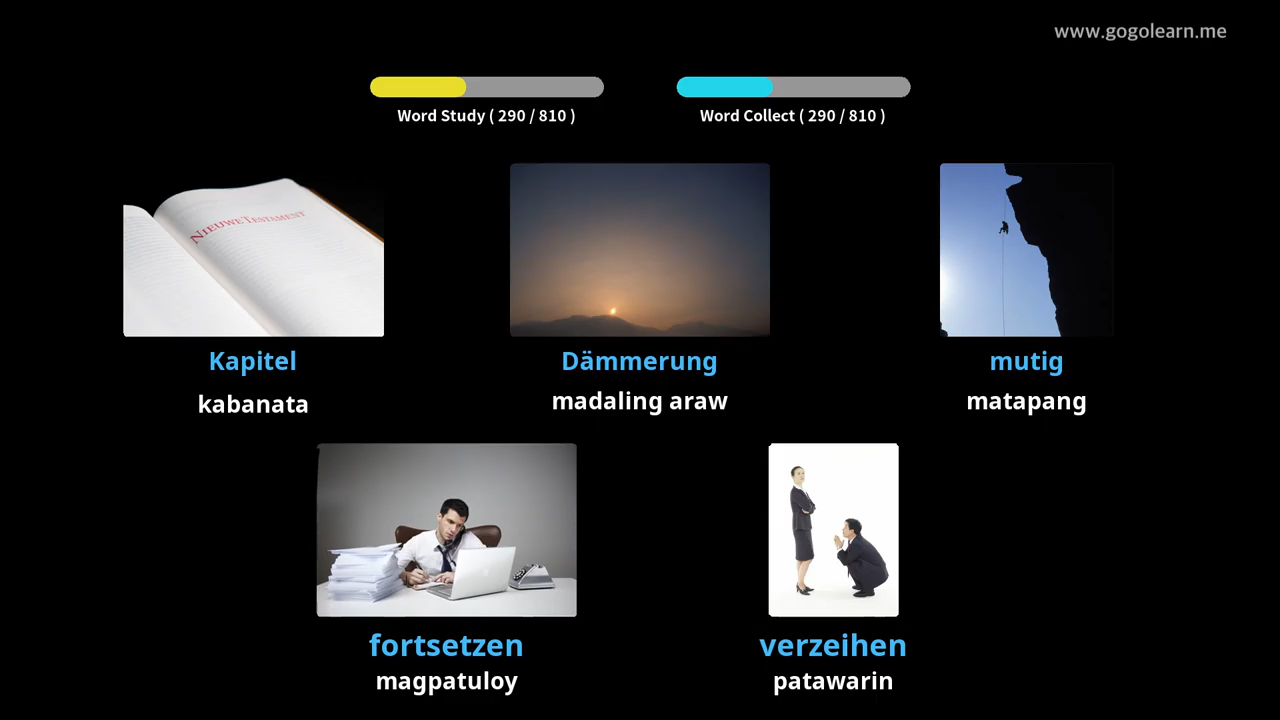 www.gogolearn.me
Word Study ( 290 / 810 )
Word Collect ( 290 / 810 )
NIEUWE TESTAMENT
Kapitel
kabanata
Dämmerung
madaling araw
mutig
matapang
fortsetzen
magpatuloy
verzeihen
patawarin